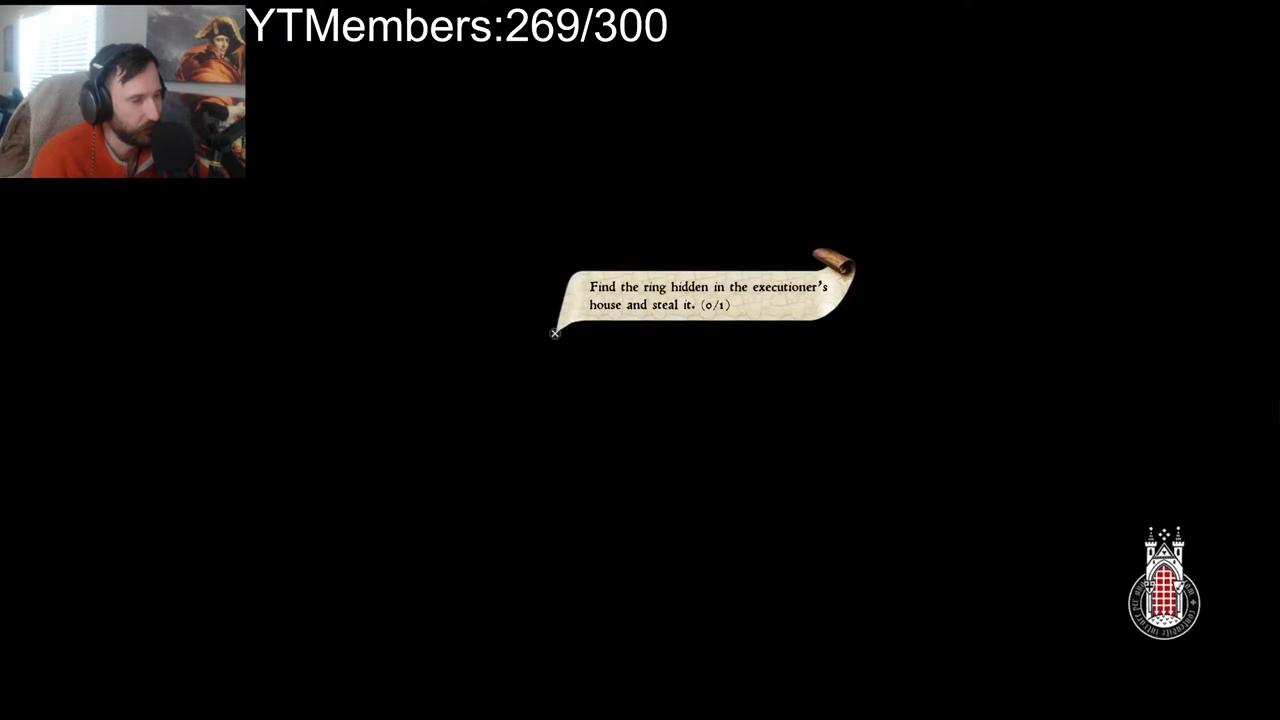 YTMembers:269/300
Find the ring hidden in the executioner's
house and steal it. (0/1)